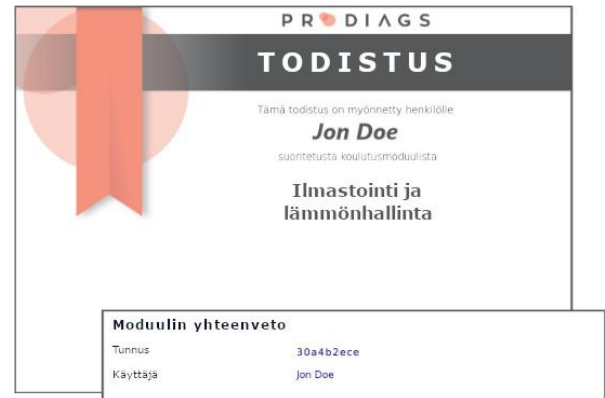 PRODIAGS
TODISTUS
Tämä todistus on myönnetty henkilölle
Jon Doe
suoritetusta koulutusmoduulista
Ilmastointi ja
lämmönhallinta
Moduulin yhteenveto
Tunnus 30a4b2ece
Käyttäjä Jon Doe